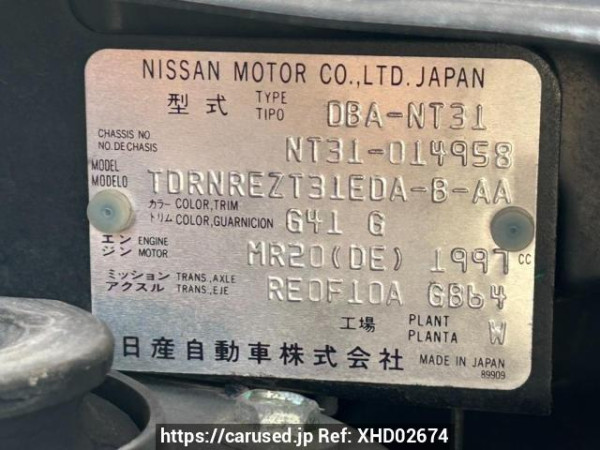 NISSAN MOTOR CO.,LTD. JAPAN
型式 TYPE TIPO DBA-NT31
CHASSIS NO. NO. DE CHASIS NT31-014958
MODEL MODELO TDRNREZT31EDA-B-AA
カラー COLOR, TRIM
トリム COLOR, GUARNICION G41 G
エンジン ENGINE MOTOR MR20(DE) 1997 cc
ミッション TRANS, AXLE
アクスル TRANS, EJE RE0F10A GB64
工場 PLANT PLANTA W
日産自動車株式会社 MADE IN JAPAN
89909
https://carused.jp Ref: XHD02674